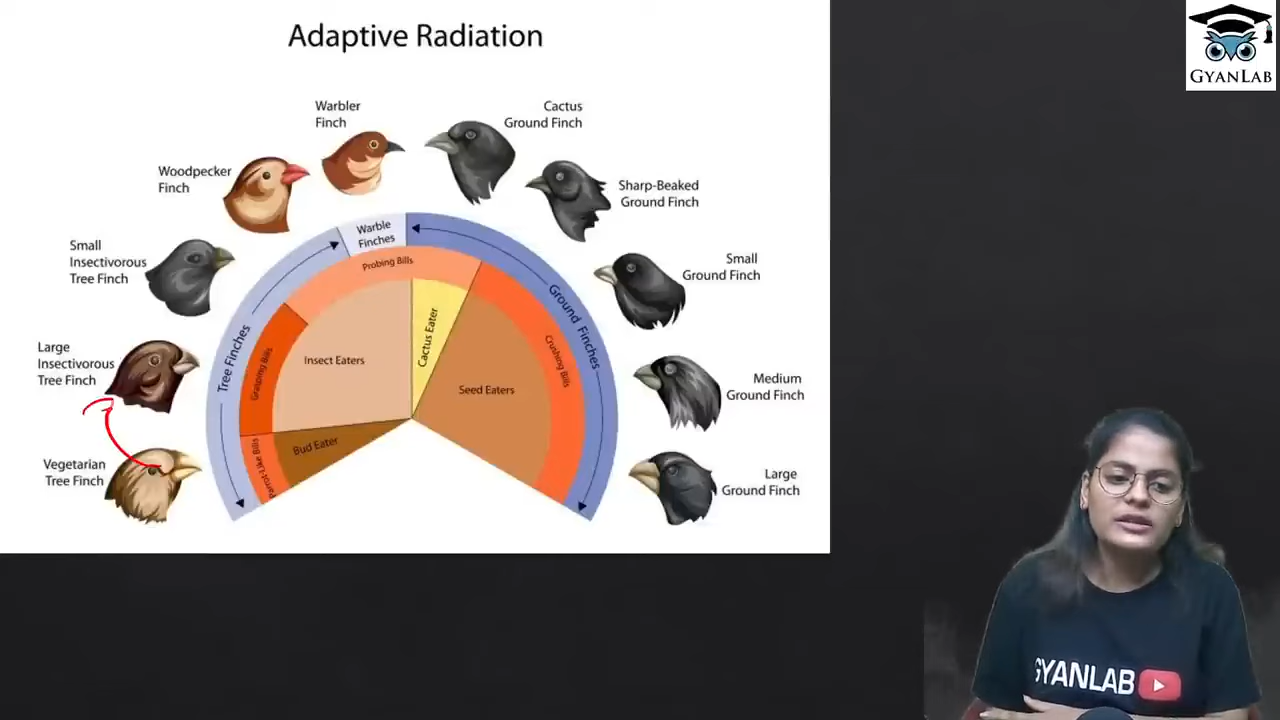 Adaptive Radiation
GYANLAB
Warbler
Finch
Cactus
Ground Finch
Woodpecker
Finch
Sharp-Beaked
Ground Finch
Small
Insectivorous
Tree Finch
Small
Ground Finch
Large
Insectivorous
Tree Finch
Medium
Ground Finch
Vegetarian
Tree Finch
Large
Ground Finch
Warble
Finches
Tree Finches
Ground Finches
Probing Bills
Grasping Bills
Crushing Bills
Parrot-Like Bills
Insect Eaters
Cactus Eater
Seed Eaters
Bud Eater
GYANLAB